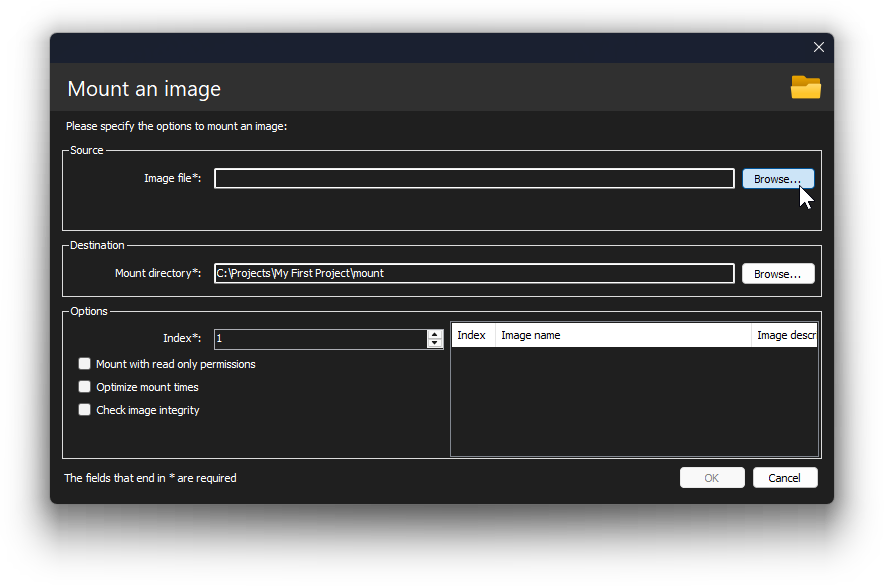 Mount an image
Please specify the options to mount an image:
Source
Image file*:
Browse...
Destination
Mount directory*:
C:\Projects\My First Project\mount
Browse...
Options
Index*:
1
Mount with read only permissions
Optimize mount times
Check image integrity
Index
Image name
Image descr
The fields that end in * are required
OK
Cancel